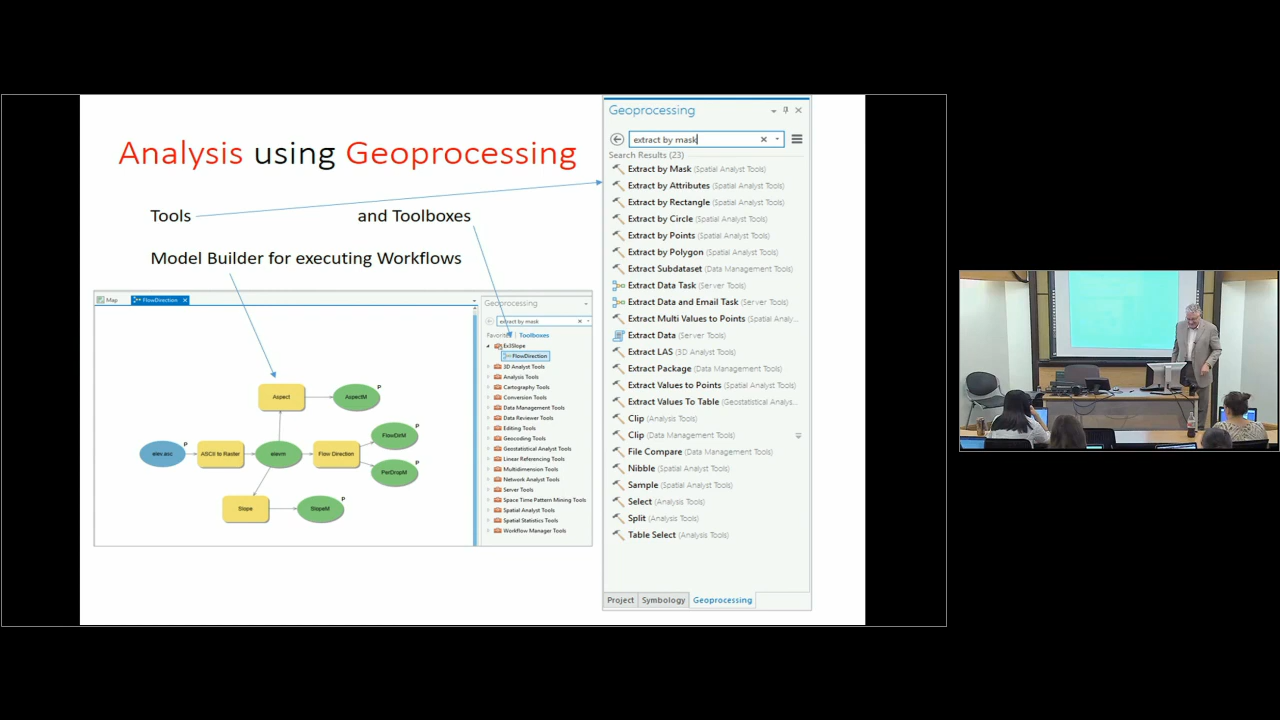 Analysis using Geoprocessing
Tools and Toolboxes
Model Builder for executing Workflows
Map FlowDirection
Aspect AspectM P
elev.asc P ASCII to Raster elevm Flow Direction FlowDirM P
PerDropM P
Slope SlopeM P
Geoprocessing
extract by mask
Favorites Toolboxes
Ex3Slope
FlowDirection
3D Analyst Tools
Analysis Tools
Cartography Tools
Conversion Tools
Data Management Tools
Data Reviewer Tools
Editing Tools
Geocoding Tools
Geostatistical Analyst Tools
Linear Referencing Tools
Multidimension Tools
Network Analyst Tools
Server Tools
Space Time Pattern Mining Tools
Spatial Analyst Tools
Spatial Statistics Tools
Workflow Manager Tools
Geoprocessing
extract by mask
Search Results (23)
Extract by Mask (Spatial Analyst Tools)
Extract by Attributes (Spatial Analyst Tools)
Extract by Rectangle (Spatial Analyst Tools)
Extract by Circle (Spatial Analyst Tools)
Extract by Points (Spatial Analyst Tools)
Extract by Polygon (Spatial Analyst Tools)
Extract Subdataset (Data Management Tools)
Extract Data Task (Server Tools)
Extract Data and Email Task (Server Tools)
Extract Multi Values to Points (Spatial Analy...
Extract Data (Server Tools)
Extract LAS (3D Analyst Tools)
Extract Package (Data Management Tools)
Extract Values to Points (Spatial Analyst Tools)
Extract Values To Table (Geostatistical Analys...
Clip (Analysis Tools)
Clip (Data Management Tools)
File Compare (Data Management Tools)
Nibble (Spatial Analyst Tools)
Sample (Spatial Analyst Tools)
Select (Analysis Tools)
Split (Analysis Tools)
Table Select (Analysis Tools)
Project Symbology Geoprocessing